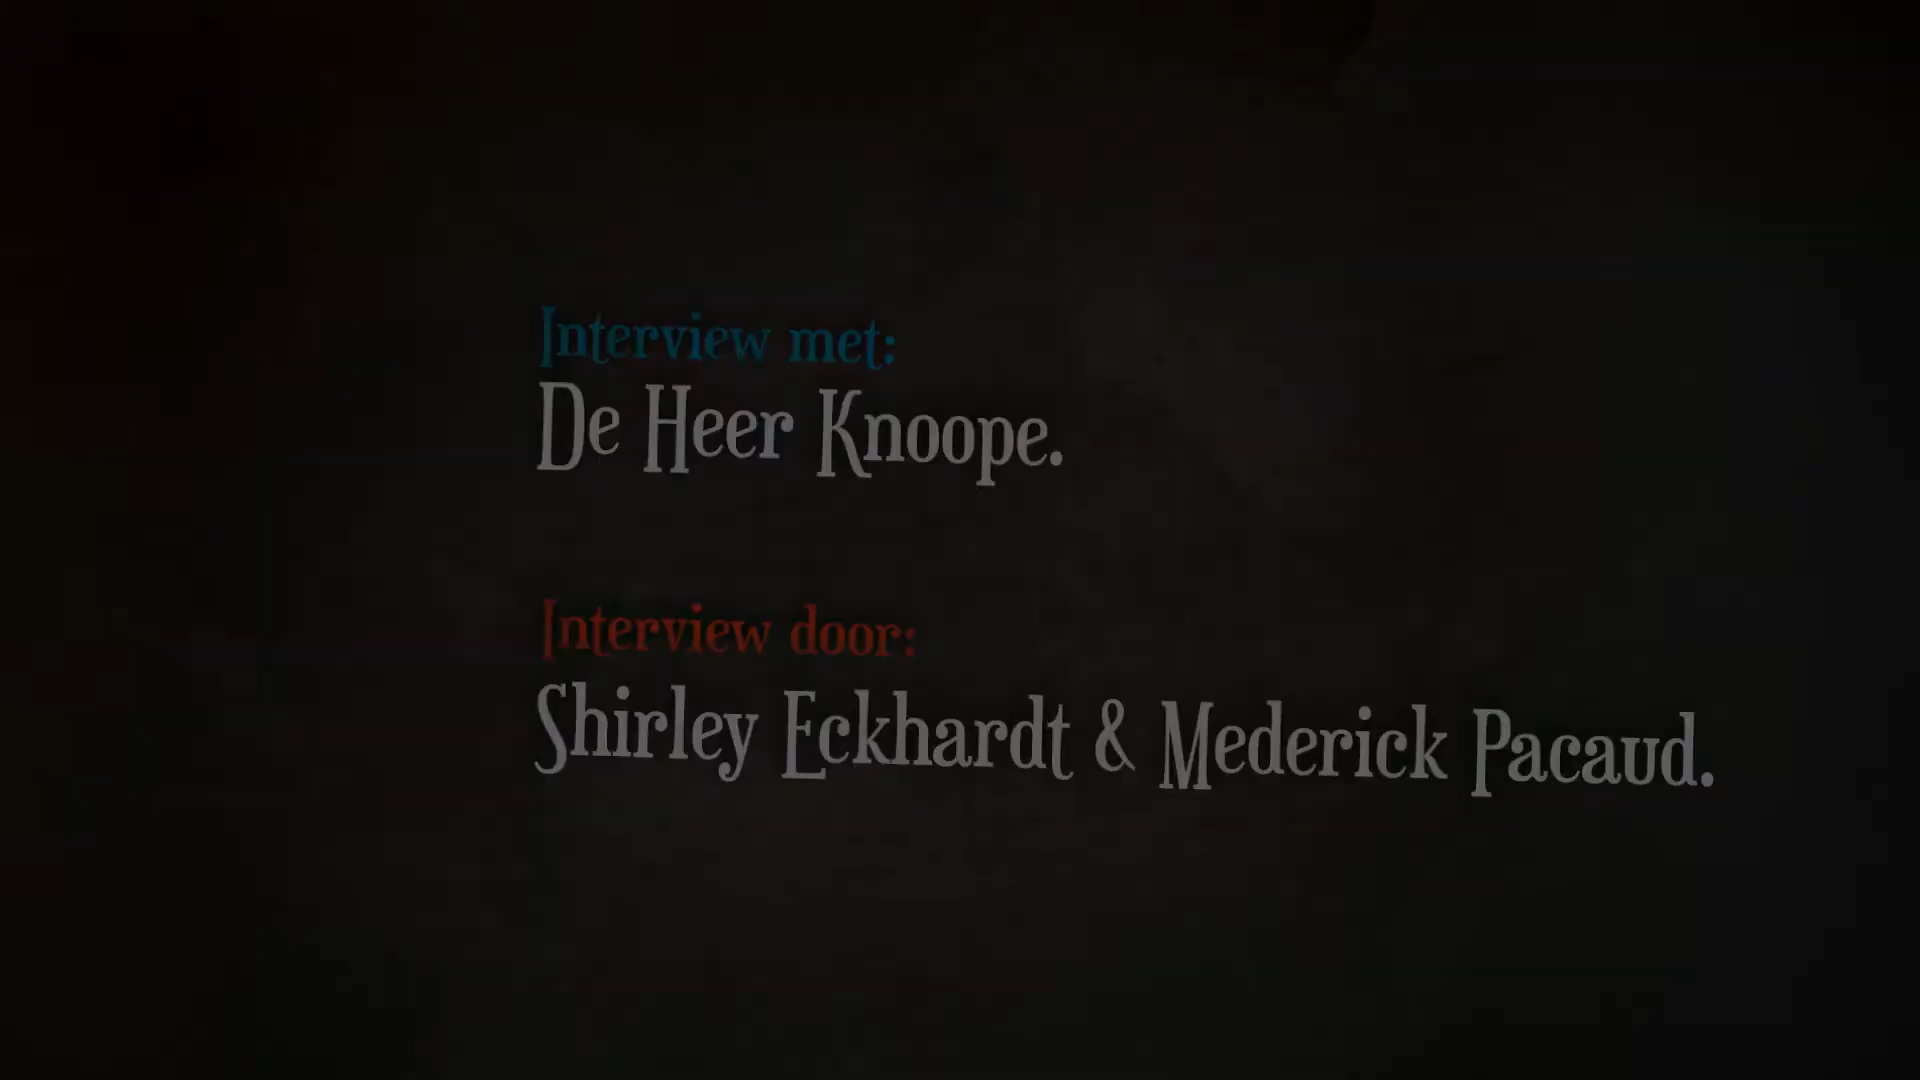 Interview met:
De Heer Knoope.
Interview door:
Shirley Eckhardt & Mederick Pacaud.